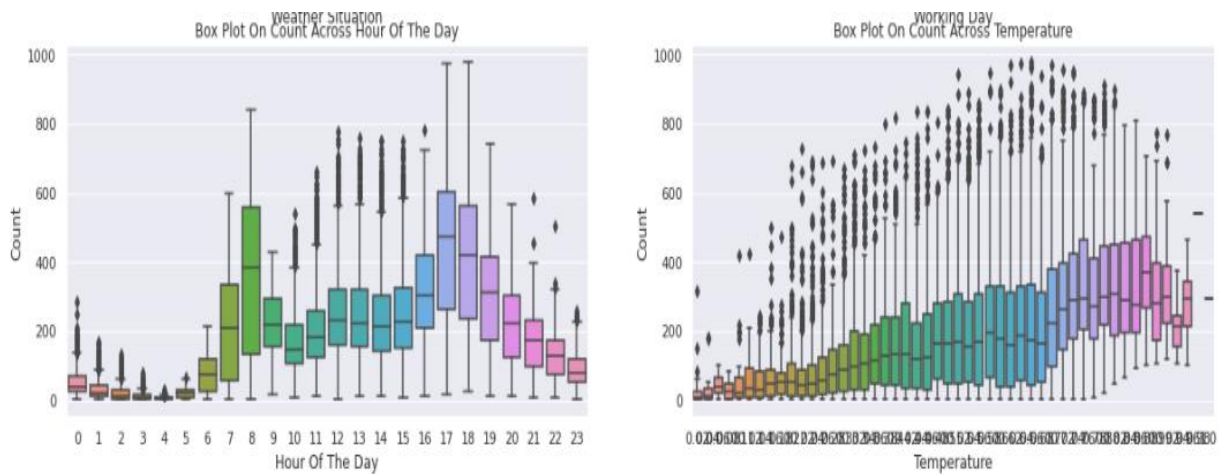 Weather Situation
Box Plot On Count Across Hour Of The Day
1000
800
600
400
200
0
Count
0 1 2 3 4 5 6 7 8 9 10 11 12 13 14 15 16 17 18 19 20 21 22 23
Hour Of The Day
Working Day
Box Plot On Count Across Temperature
1000
800
600
400
200
0
Count
Temperature